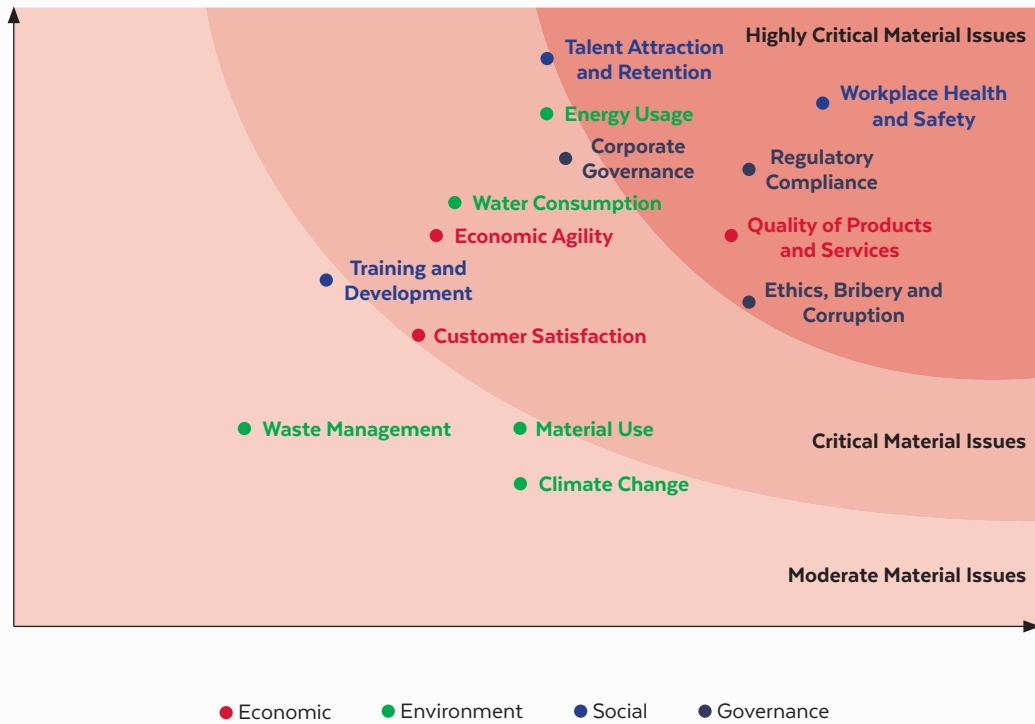 Highly Critical Material Issues
Talent Attraction
and Retention
Workplace Health
and Safety
Energy Usage
Corporate
Governance
Regulatory
Compliance
Water Consumption
Economic Agility
Quality of Products
and Services
Training and
Development
Ethics, Bribery and
Corruption
Customer Satisfaction
Waste Management
Material Use
Critical Material Issues
Climate Change
Moderate Material Issues
Economic
Environment
Social
Governance